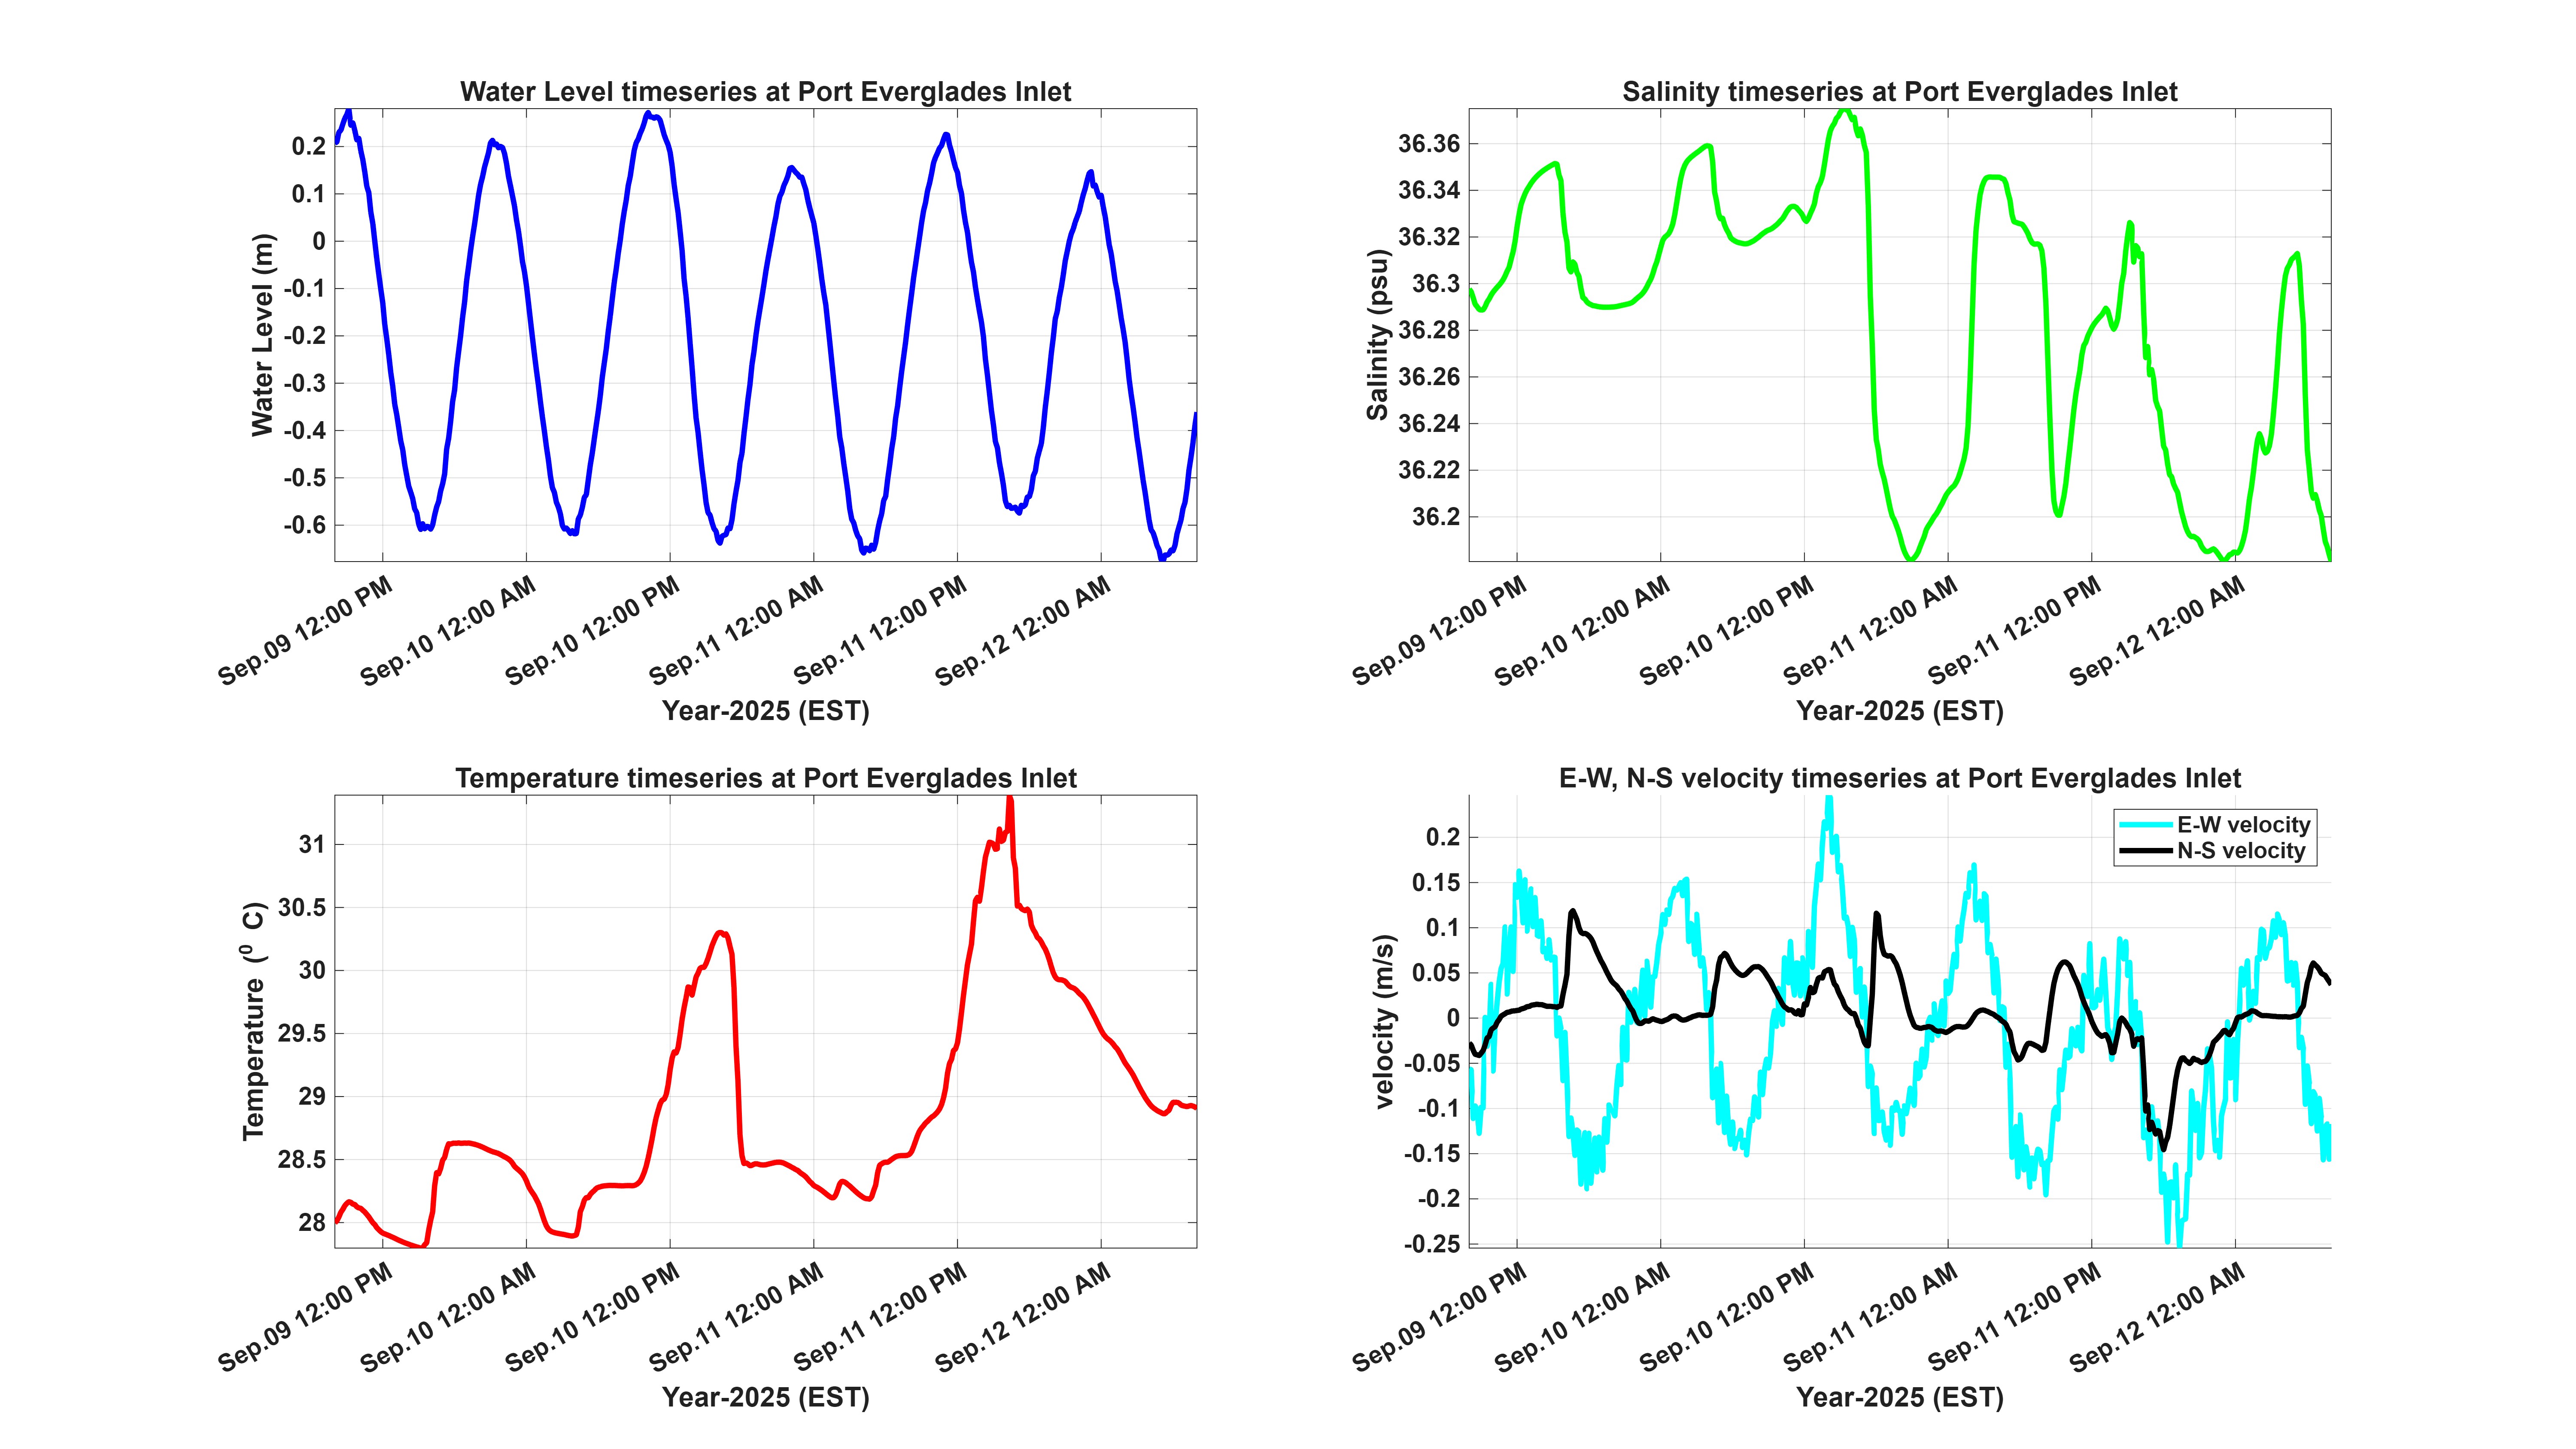 Water Level timeseries at Port Everglades Inlet
Water Level (m)
0.2
0.1
0
-0.1
-0.2
-0.3
-0.4
-0.5
-0.6
Sep.09 12:00 PM
Sep.10 12:00 AM
Sep.10 12:00 PM
Sep.11 12:00 AM
Sep.11 12:00 PM
Sep.12 12:00 AM
Year-2025 (EST)
Salinity timeseries at Port Everglades Inlet
Salinity (psu)
36.36
36.34
36.32
36.3
36.28
36.26
36.24
36.22
36.2
Sep.09 12:00 PM
Sep.10 12:00 AM
Sep.10 12:00 PM
Sep.11 12:00 AM
Sep.11 12:00 PM
Sep.12 12:00 AM
Year-2025 (EST)
Temperature timeseries at Port Everglades Inlet
Temperature (⁰ C)
31
30.5
30
29.5
29
28.5
28
Sep.09 12:00 PM
Sep.10 12:00 AM
Sep.10 12:00 PM
Sep.11 12:00 AM
Sep.11 12:00 PM
Sep.12 12:00 AM
Year-2025 (EST)
E-W, N-S velocity timeseries at Port Everglades Inlet
velocity (m/s)
E-W velocity
N-S velocity
0.2
0.15
0.1
0.05
0
-0.05
-0.1
-0.15
-0.2
-0.25
Sep.09 12:00 PM
Sep.10 12:00 AM
Sep.10 12:00 PM
Sep.11 12:00 AM
Sep.11 12:00 PM
Sep.12 12:00 AM
Year-2025 (EST)